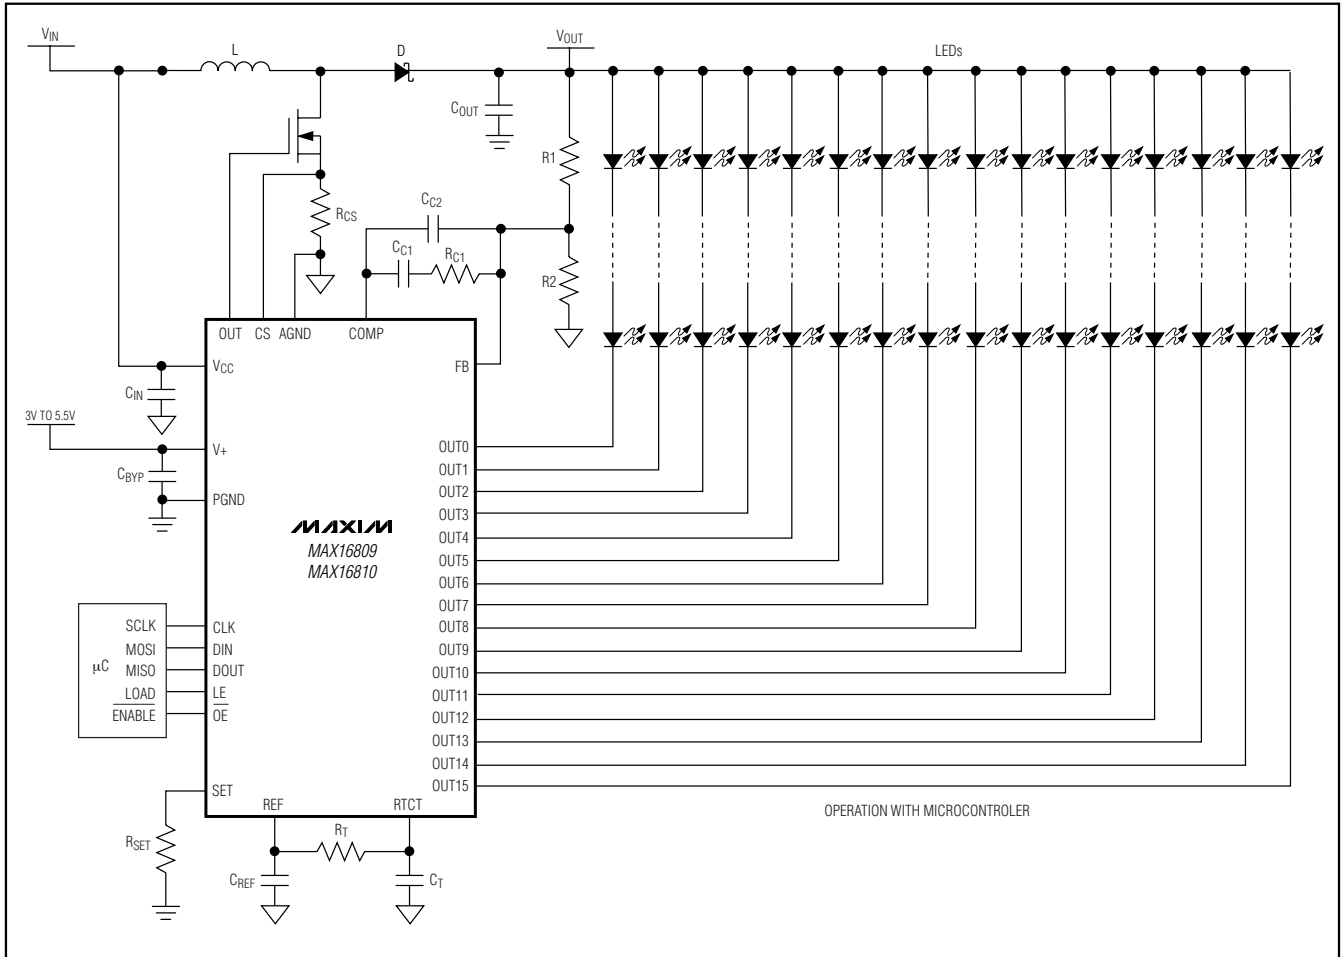 VIN
L
D
VOUT
LEDs
COUT
R1
RCS
CC2
CC1
RC1
R2
OUT
CS
AGND
COMP
VCC
FB
CIN
3V TO 5.5V
V+
CBYP
PGND
MAXIM
MAX16809
MAX16810
OUT0
OUT1
OUT2
OUT3
OUT4
OUT5
OUT6
OUT7
OUT8
OUT9
OUT10
OUT11
OUT12
OUT13
OUT14
OUT15
μC
SCLK
MOSI
MISO
LOAD
ENABLE
CLK
DIN
DOUT
LE
OE
SET
REF
RTCT
RSET
RT
CREF
CT
OPERATION WITH MICROCONTROLER